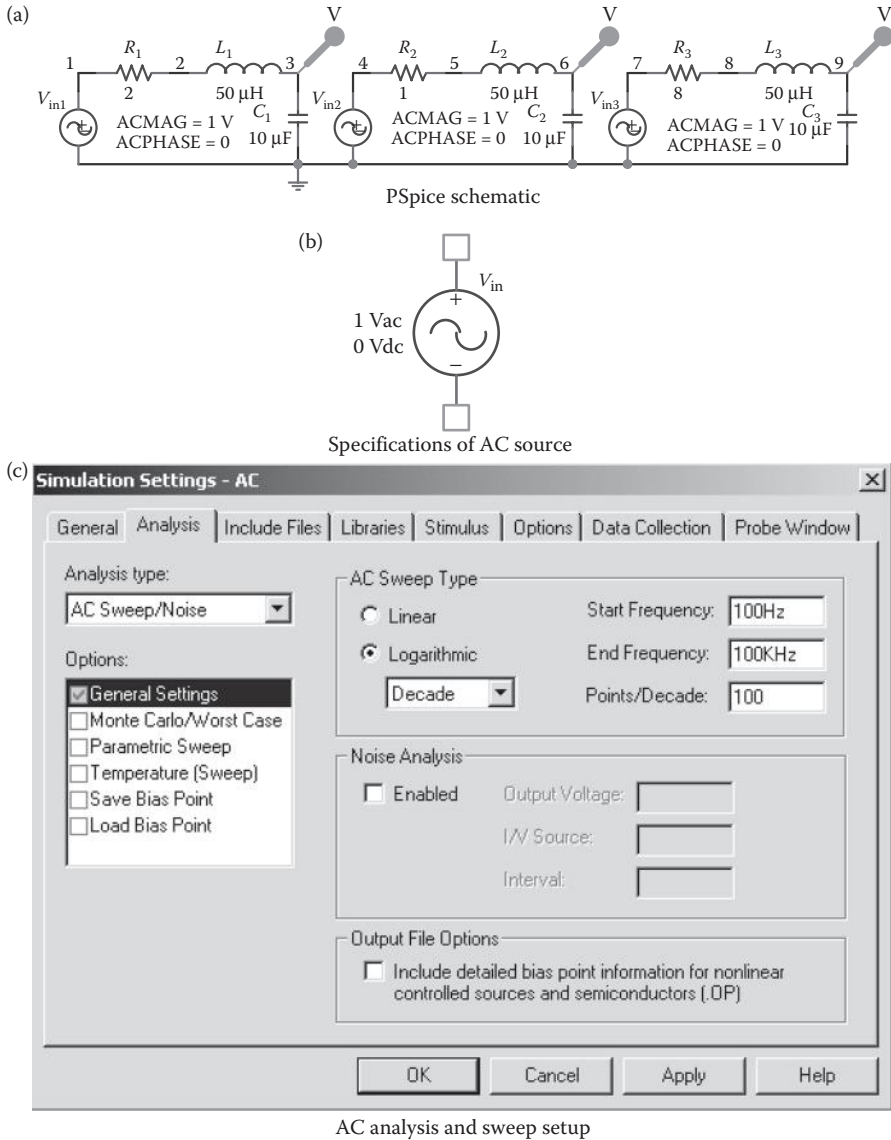 (a)
V V V
1 R1 2 L1 3 4 R2 5 L2 6 7 R3 8 L3 9
2 50 µH 1 50 µH 8 50 µH
Vin1 C1 Vin2 C2 Vin3 C3
ACMAG = 1 V 10 µF ACMAG = 1 V 10 µF ACMAG = 1 V 10 µF
ACPHASE = 0 ACPHASE = 0 ACPHASE = 0
PSpice schematic
(b)
Vin
+
1 Vac
0 Vdc
−
Specifications of AC source
(c)
Simulation Settings - AC
General Analysis Include Files Libraries Stimulus Options Data Collection Probe Window
Analysis type:
AC Sweep/Noise
Options:
General Settings
Monte Carlo/Worst Case
Parametric Sweep
Temperature (Sweep)
Save Bias Point
Load Bias Point
AC Sweep Type
Linear
Logarithmic
Decade
Start Frequency: 100Hz
End Frequency: 100KHz
Points/Decade: 100
Noise Analysis
Enabled
Output Voltage:
I/V Source:
Interval:
Output File Options
Include detailed bias point information for nonlinear
controlled sources and semiconductors (.OP)
OK Cancel Apply Help
AC analysis and sweep setup